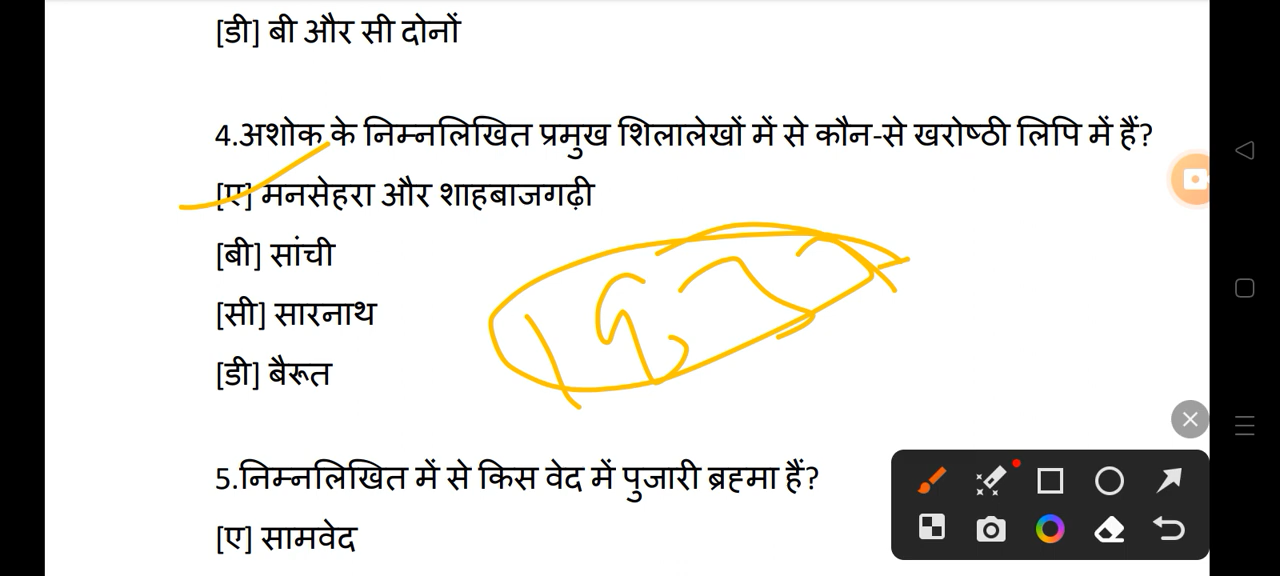 [डी] बी और सी दोनों
4.अशोक के निम्नलिखित प्रमुख शिलालेखों में से कौन-से खरोष्ठी लिपि में हैं?
[ए] मनसेहरा और शाहबाजगढ़ी
[बी] सांची
[सी] सारनाथ
[डी] बैरूत
5.निम्नलिखित में से किस वेद में पुजारी ब्रह्मा हैं?
[ए] सामवेद